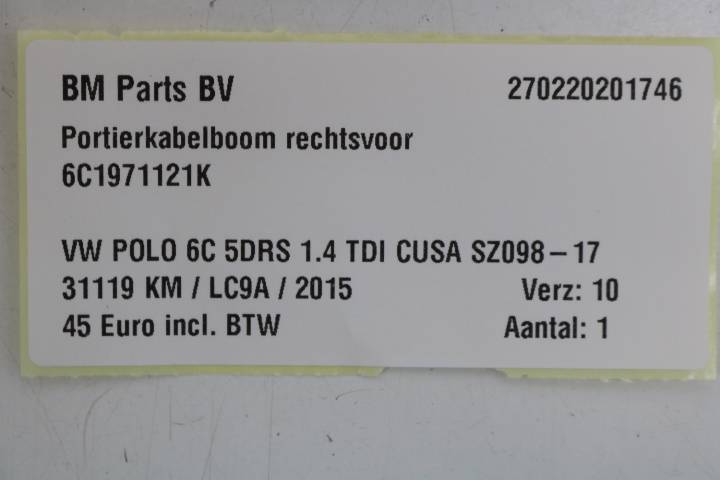 BM Parts BV 270220201746
Portierkabelboom rechtsvoor
6C1971121K
VW POLO 6C 5DRS 1.4 TDI CUSA SZ098-17
31119 KM / LC9A / 2015 Verz: 10
45 Euro incl. BTW Aantal: 1